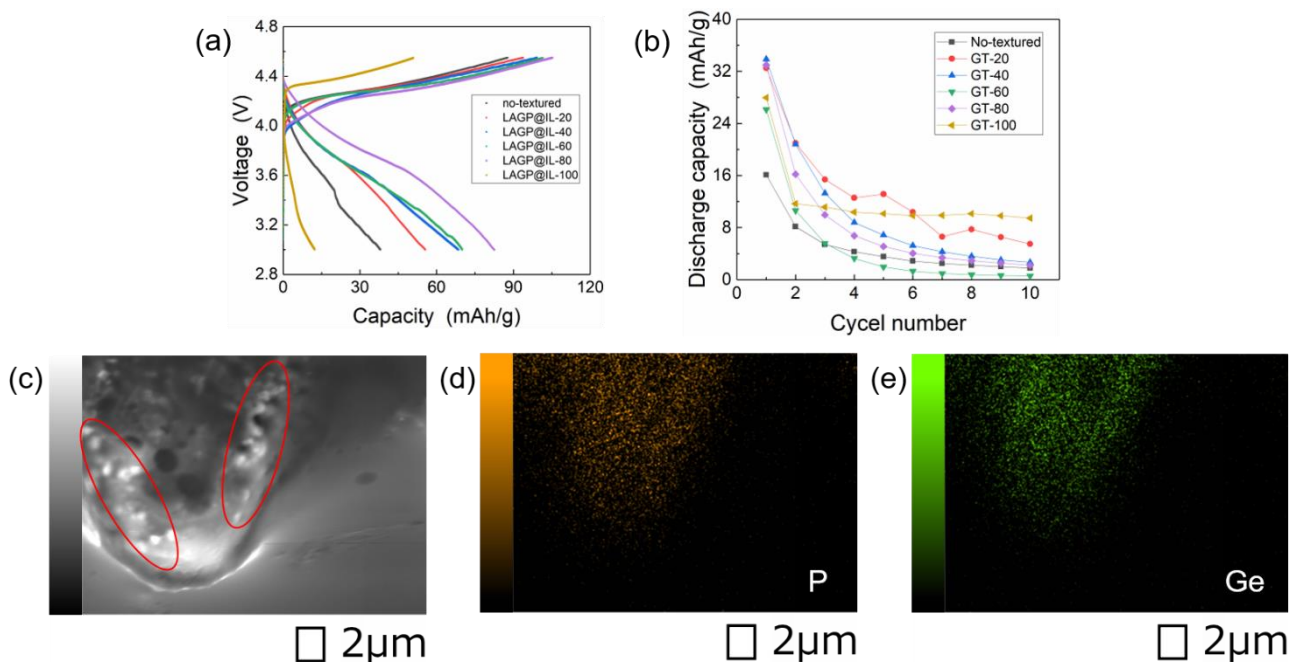 (a)
4.8
4.4
4.0
3.6
3.2
2.8
Voltage (V)
no-textured
LAGP@IL-20
LAGP@IL-40
LAGP@IL-60
LAGP@IL-80
LAGP@IL-100
0 30 60 90 120
Capacity (mAh/g)
(b)
40
32
24
16
8
0
Discharge capacity (mAh/g)
No-textured
GT-20
GT-40
GT-60
GT-80
GT-100
0 2 4 6 8 10
Cycel number
(c)
2μm
(d)
P
2μm
(e)
Ge
2μm